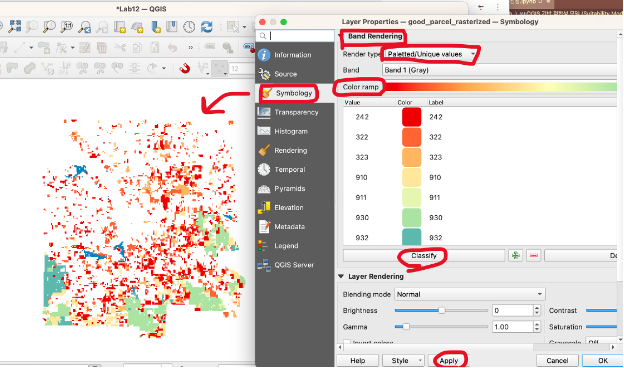 *Lab12 — QGIS
Layer Properties — good_parcel_rasterized — Symbology
Information
Source
Symbology
Transparency
Histogram
Rendering
Temporal
Pyramids
Elevation
Metadata
Legend
QGIS Server
Band Rendering
Render type Paletted/Unique values
Band Band 1 (Gray)
Color ramp
Value Color Label
242 242
322 322
323 323
910 910
911 911
930 930
932 932
Classify De
Layer Rendering
Blending mode Normal
Brightness 0 Contrast
Gamma 1.00 Saturation
Invert colors Grayscale Off
Help Style Apply Cancel OK